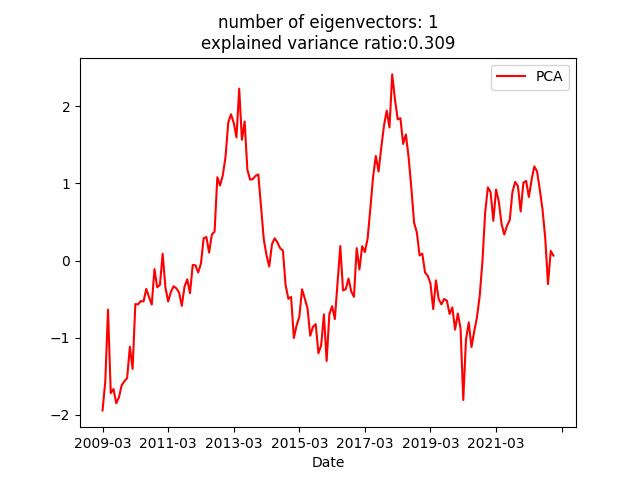 number of eigenvectors: 1
explained variance ratio:0.309
PCA
2
1
0
−1
−2
2009-03 2011-03 2013-03 2015-03 2017-03 2019-03 2021-03
Date